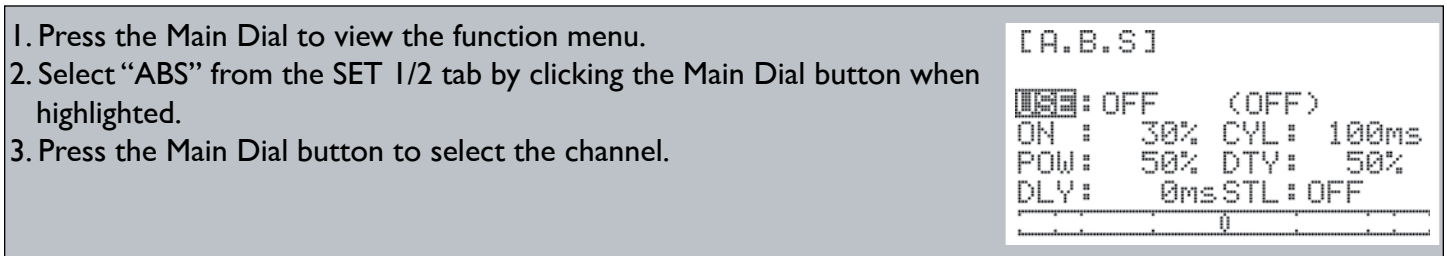 1. Press the Main Dial to view the function menu.
2. Select “ABS” from the SET 1/2 tab by clicking the Main Dial button when
highlighted.
3. Press the Main Dial button to select the channel.
[A.B.S]
USE:OFF (OFF)
ON : 30% CYL: 100ms
POW: 50% DTY: 50%
DLY: 0ms STL:OFF
0